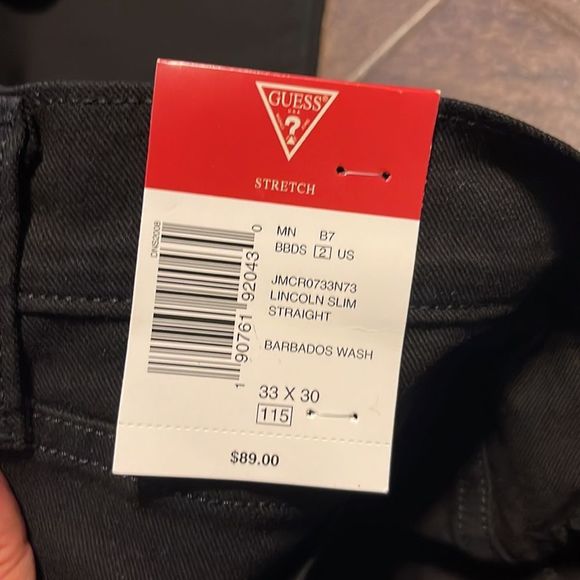 GUESS®
U.S.A.
?
STRETCH
DNS2008
1 90761 92043 0
MN B7
BBDS 2 US
JMCR0733N73
LINCOLN SLIM
STRAIGHT
BARBADOS WASH
33 X 30
115
$89.00